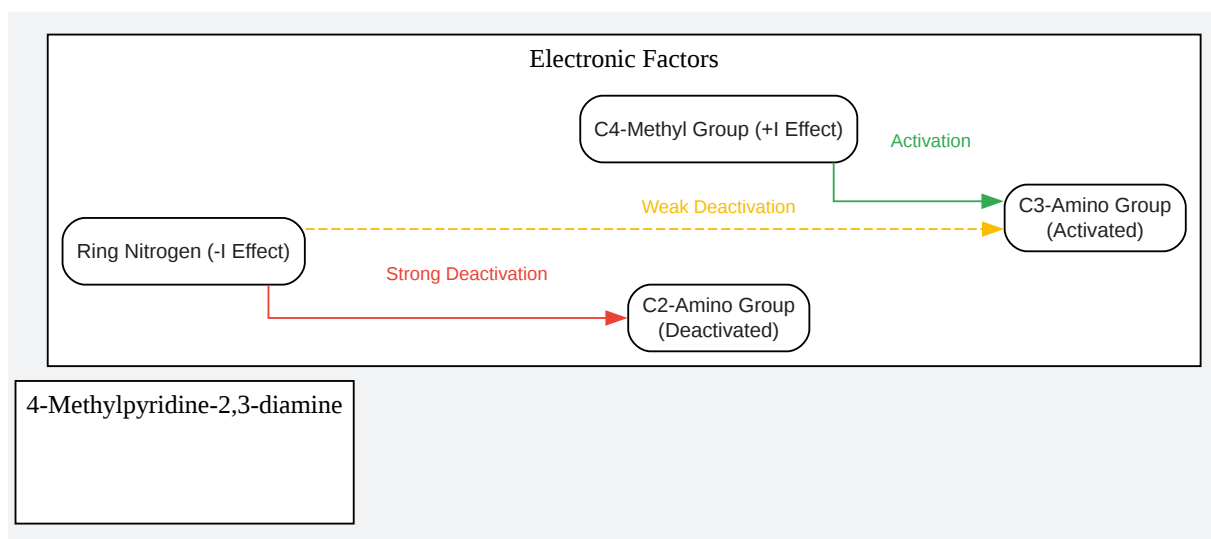 Electronic Factors
C4-Methyl Group (+I Effect)
Activation
C3-Amino Group
(Activated)
Weak Deactivation
Ring Nitrogen (-I Effect)
Strong Deactivation
C2-Amino Group
(Deactivated)
4-Methylpyridine-2,3-diamine